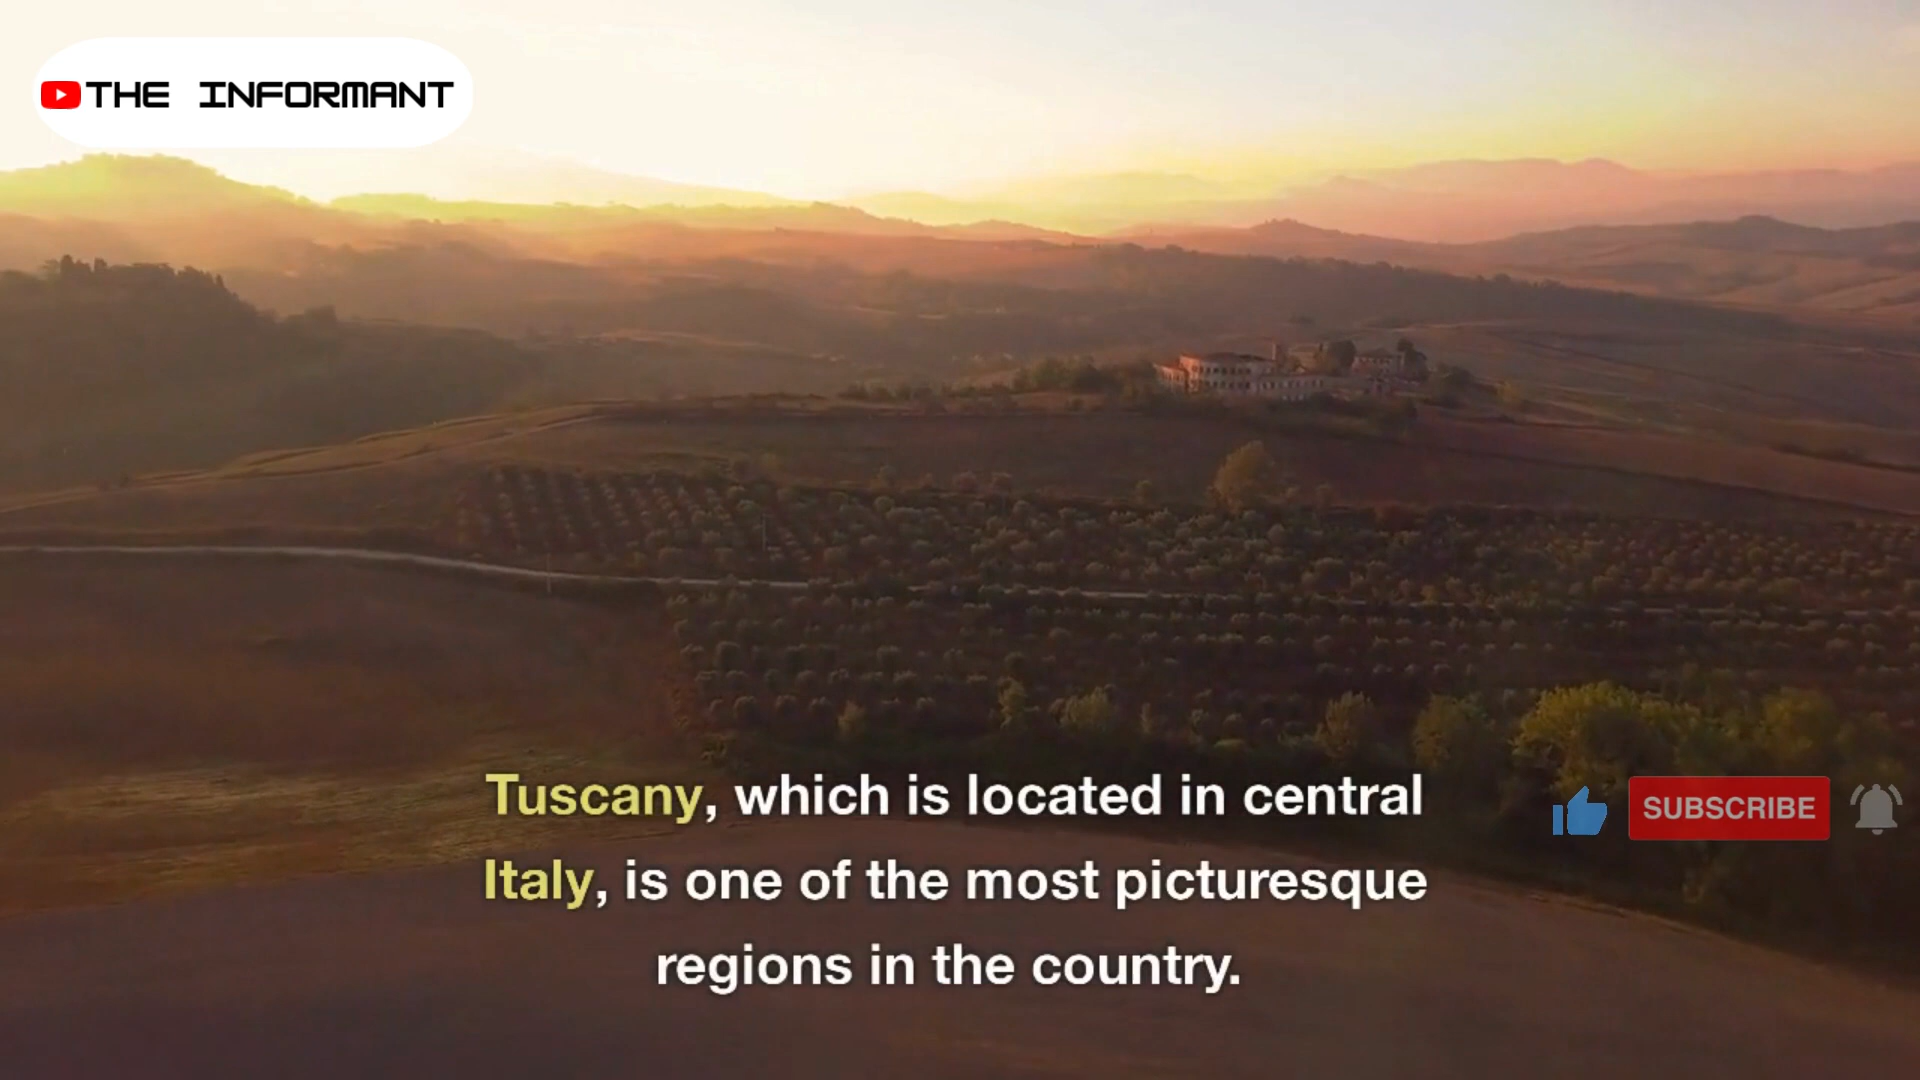 THE INFORMANT
Tuscany, which is located in central
Italy, is one of the most picturesque
regions in the country.
SUBSCRIBE